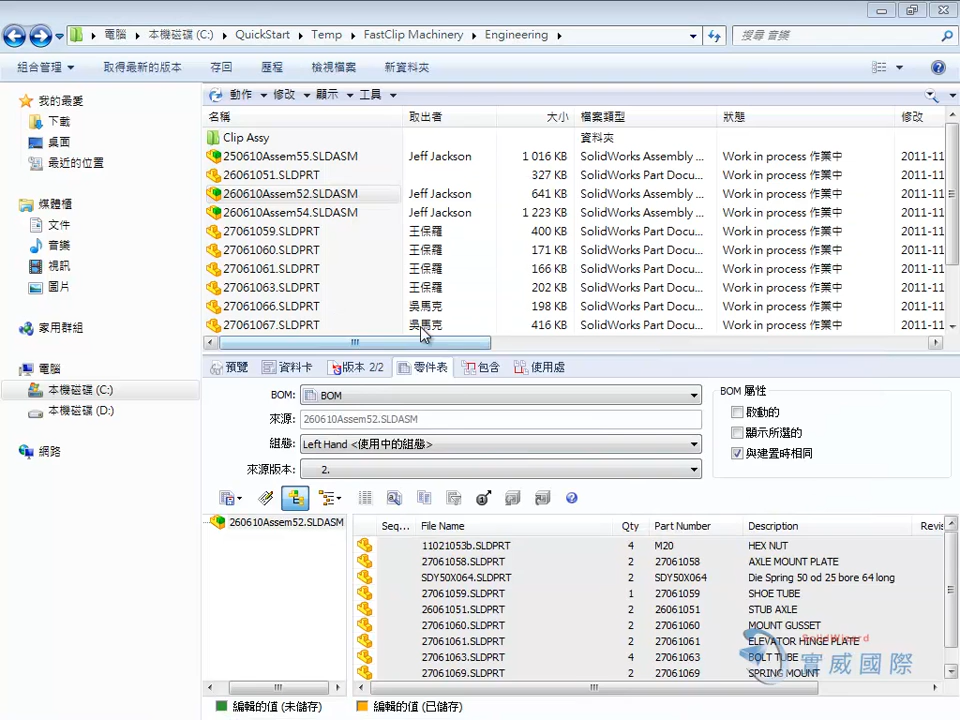 電腦 本機磁碟 (C:) QuickStart Temp FastClip Machinery Engineering 搜尋 音樂
組合管理 取得最新的版本 存回 歷程 檢視檔案 新資料夾
我的最愛
下載
桌面
最近的位置
媒體櫃
文件
音樂
視訊
圖片
家用群組
電腦
本機磁碟 (C:)
本機磁碟 (D:)
網路
動作 修改 顯示 工具
名稱 取出者 大小 檔案類型 狀態 修改
Clip Assy 資料夾
250610Assem55.SLDASM Jeff Jackson 1 016 KB SolidWorks Assembly ... Work in process 作業中 2011-11
26061051.SLDPRT 327 KB SolidWorks Part Docu... Work in process 作業中 2011-11
260610Assem52.SLDASM Jeff Jackson 641 KB SolidWorks Assembly ... Work in process 作業中 2011-11
260610Assem54.SLDASM Jeff Jackson 1 223 KB SolidWorks Assembly ... Work in process 作業中 2011-11
27061059.SLDPRT 王保羅 400 KB SolidWorks Part Docu... Work in process 作業中 2011-11
27061060.SLDPRT 王保羅 171 KB SolidWorks Part Docu... Work in process 作業中 2011-11
27061061.SLDPRT 王保羅 166 KB SolidWorks Part Docu... Work in process 作業中 2011-11
27061063.SLDPRT 王保羅 202 KB SolidWorks Part Docu... Work in process 作業中 2011-11
27061066.SLDPRT 吳馬克 198 KB SolidWorks Part Docu... Work in process 作業中 2011-11
27061067.SLDPRT 吳馬克 416 KB SolidWorks Part Docu... Work in process 作業中 2011-11
預覽 資料卡 版本 2/2 零件表 包含 使用處
BOM: BOM
來源: 260610Assem52.SLDASM
組態: Left Hand <使用中的組態>
來源版本: 2.
BOM 屬性
啟動的
顯示所選的
與建置時相同
260610Assem52.SLDASM
Seq... File Name Qty Part Number Description Revis
11021053b.SLDPRT 4 M20 HEX NUT
27061058.SLDPRT 2 27061058 AXLE MOUNT PLATE
SDY50X064.SLDPRT 2 SDY50X064 Die Spring 50 od 25 bore 64 long
27061059.SLDPRT 1 27061059 SHOE TUBE
26061051.SLDPRT 2 26061051 STUB AXLE
27061060.SLDPRT 2 27061060 MOUNT GUSSET
27061061.SLDPRT 2 27061061 ELEVATOR HINGE PLATE
27061063.SLDPRT 4 27061063 BOLT TUBE
27061069.SLDPRT 2 27061069 SPRING MOUNT
SolidWizard
實威國際
編輯的值 (未儲存) 編輯的值 (已儲存)